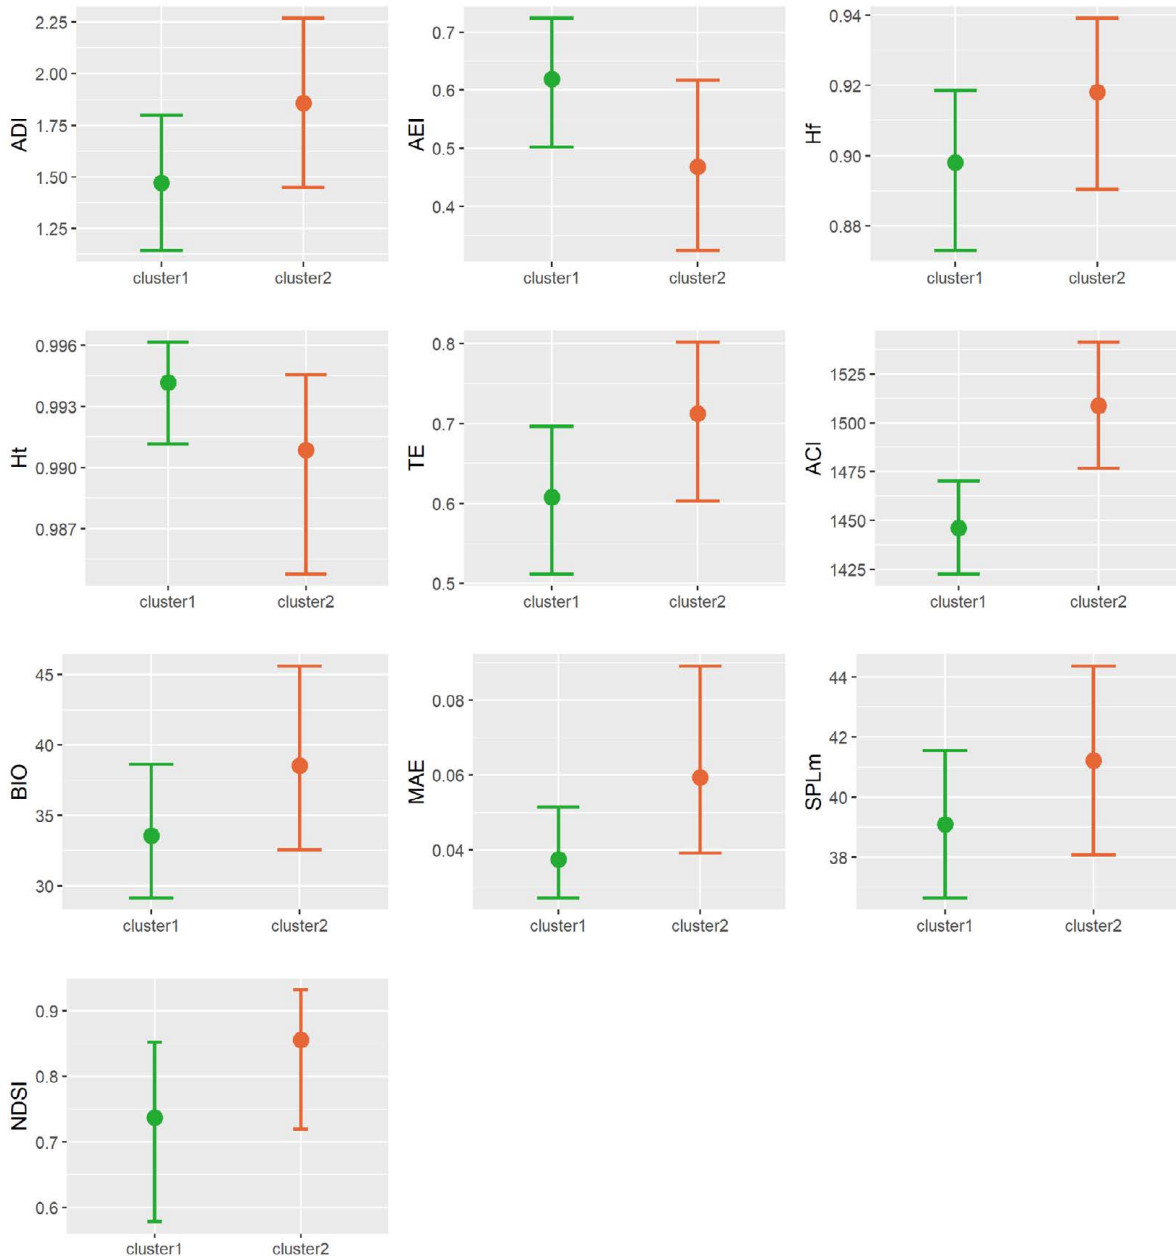 ADI
2.25
2.00
1.75
1.50
1.25
cluster1 cluster2
AEI
0.7
0.6
0.5
0.4
cluster1 cluster2
Hf
0.94
0.92
0.90
0.88
cluster1 cluster2
Ht
0.996
0.993
0.990
0.987
cluster1 cluster2
TE
0.8
0.7
0.6
0.5
cluster1 cluster2
ACI
1525
1500
1475
1450
1425
cluster1 cluster2
BIO
45
40
35
30
cluster1 cluster2
MAE
0.08
0.06
0.04
cluster1 cluster2
SPLm
44
42
40
38
cluster1 cluster2
NDSI
0.9
0.8
0.7
0.6
cluster1 cluster2